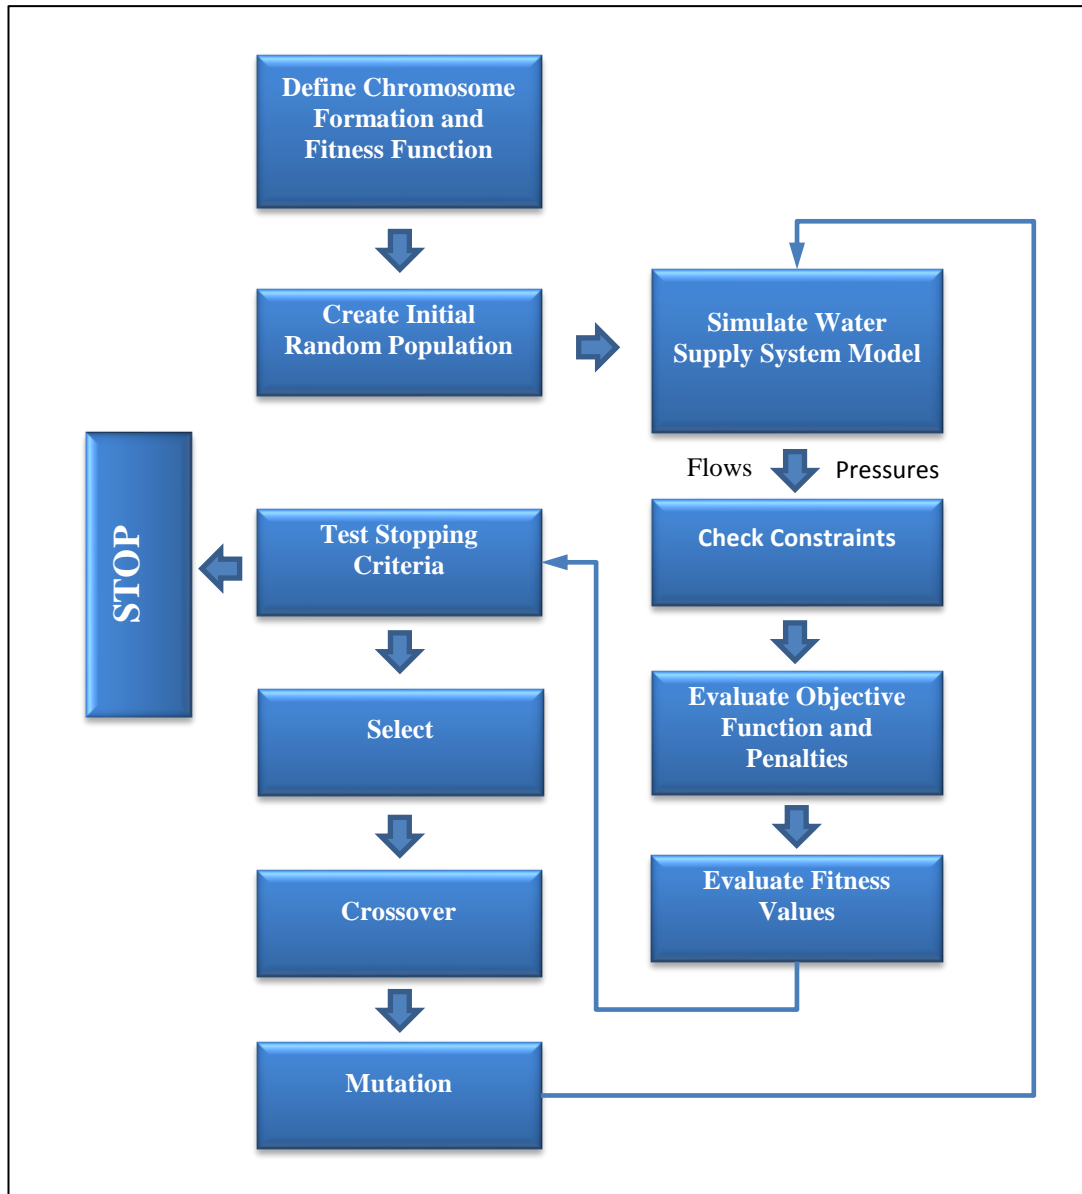 Define Chromosome
Formation and
Fitness Function
Create Initial
Random Population
Simulate Water
Supply System Model
Flows
Pressures
Check Constraints
Evaluate Objective
Function and
Penalties
Evaluate Fitness
Values
Test Stopping
Criteria
STOP
Select
Crossover
Mutation